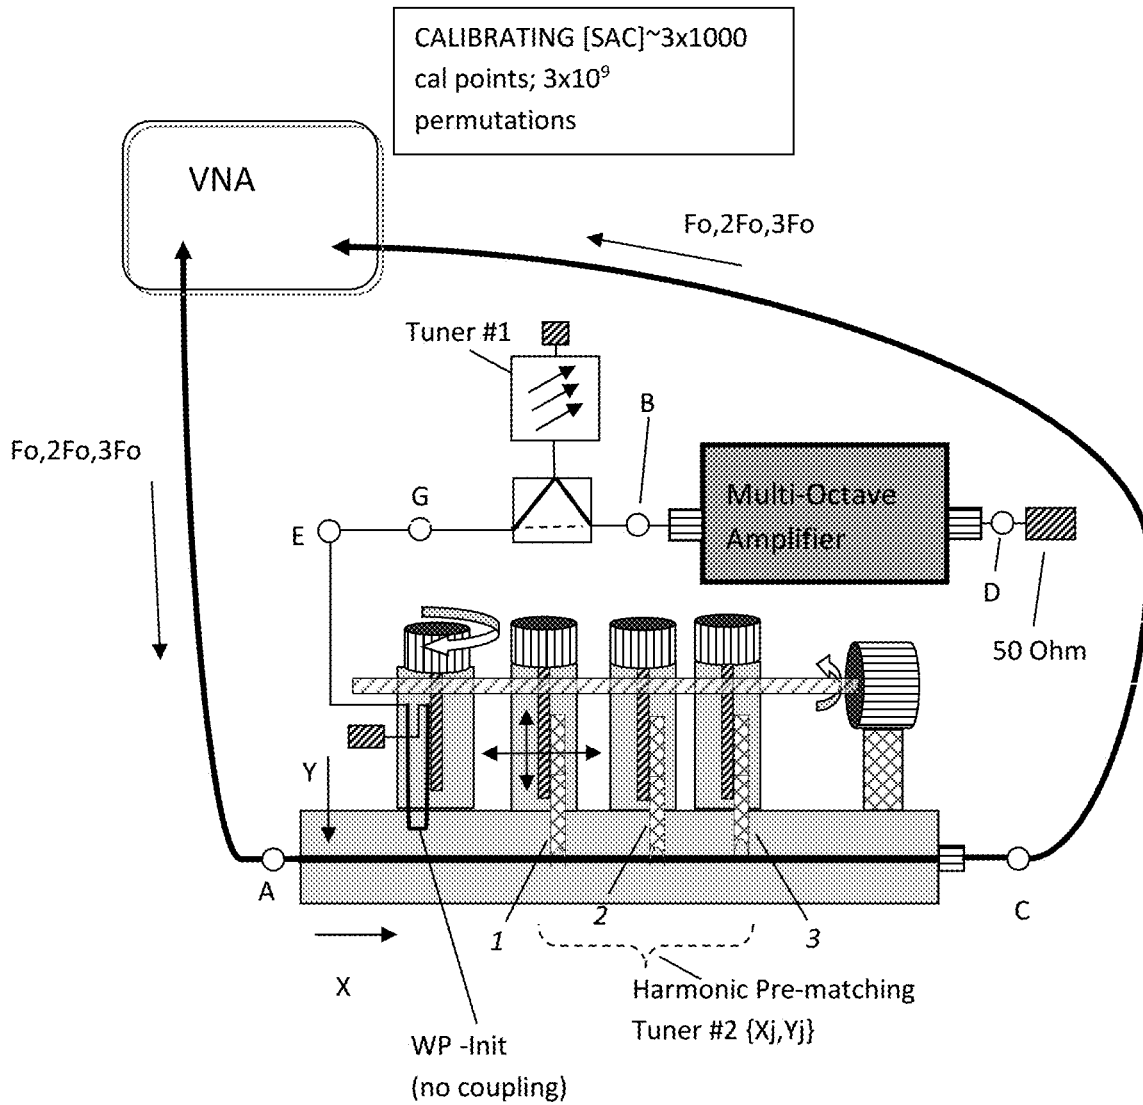 CALIBRATING [SAC]~3x1000
cal points; 3x10⁹
permutations
VNA
Fo,2Fo,3Fo
Tuner #1
B
Fo,2Fo,3Fo
Multi-Octave
Amplifier
G
E
D
50 Ohm
Y
A
1
2
3
C
X
Harmonic Pre-matching
Tuner #2 {Xj,Yj}
WP -Init
(no coupling)